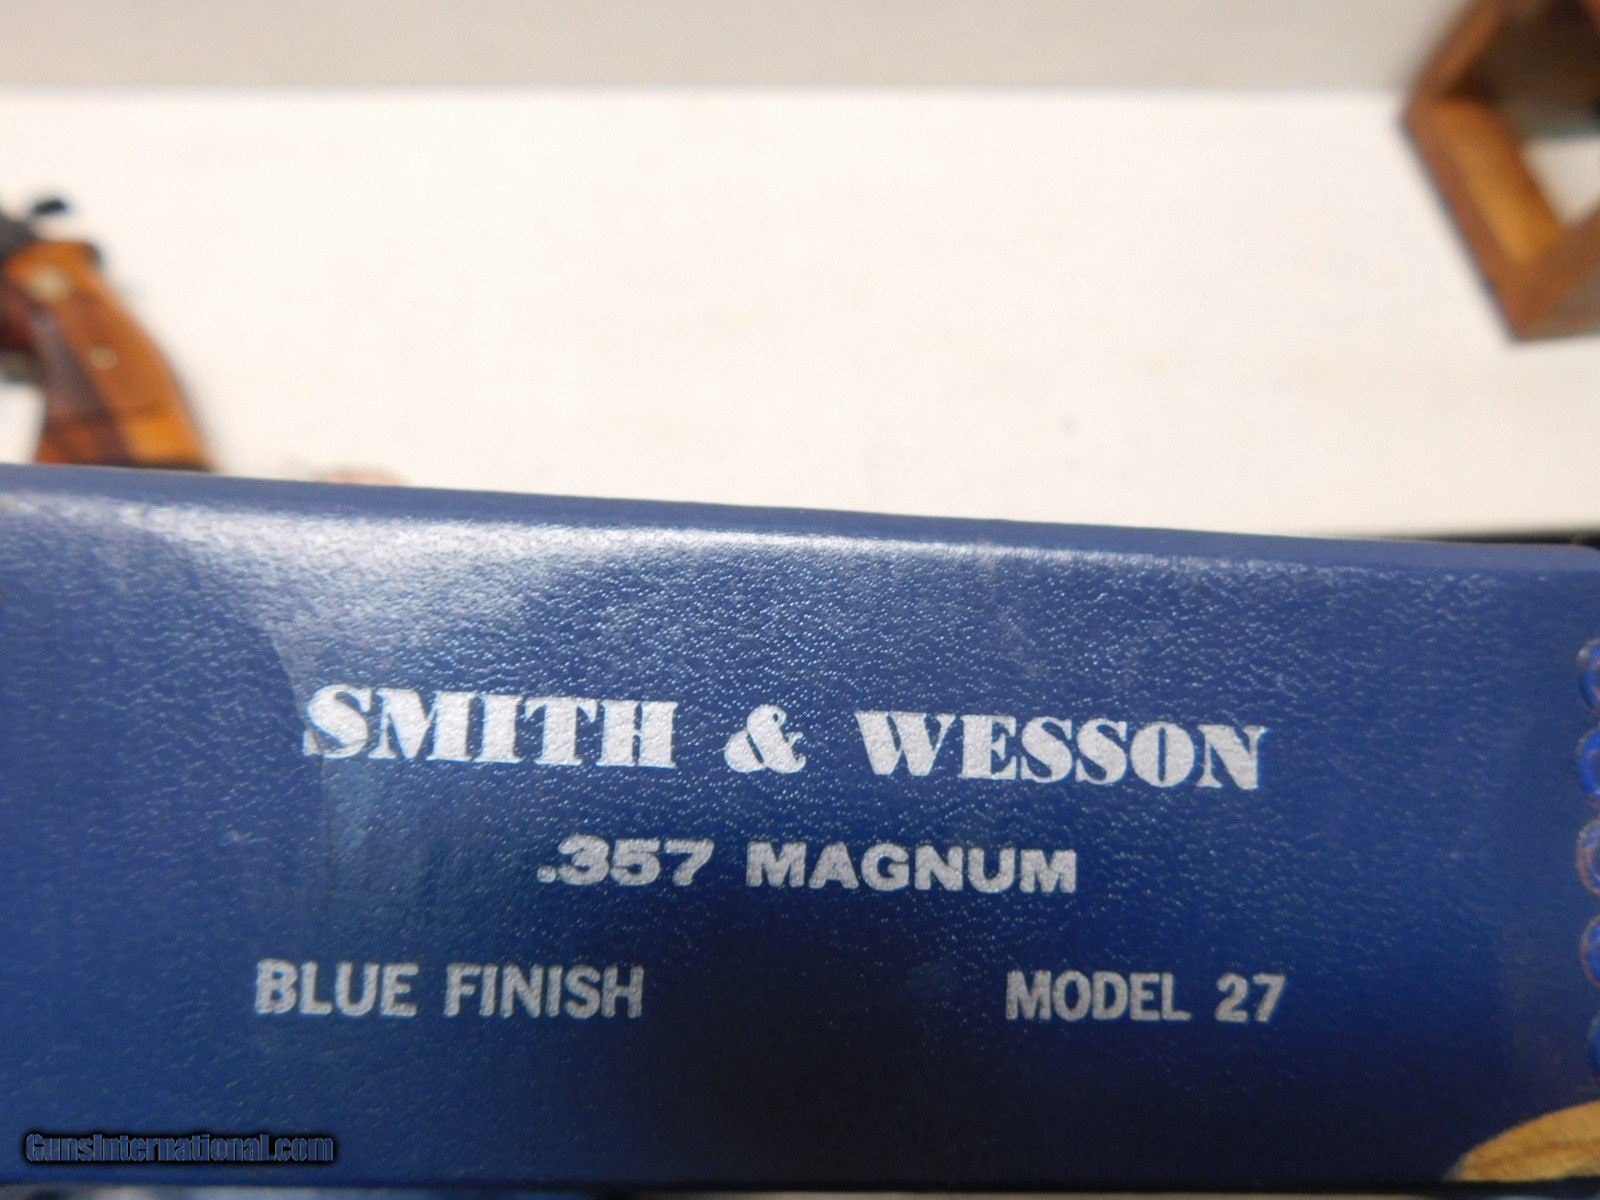 SMITH & WESSON
.357 MAGNUM
BLUE FINISH MODEL 27
GunsInternational.com